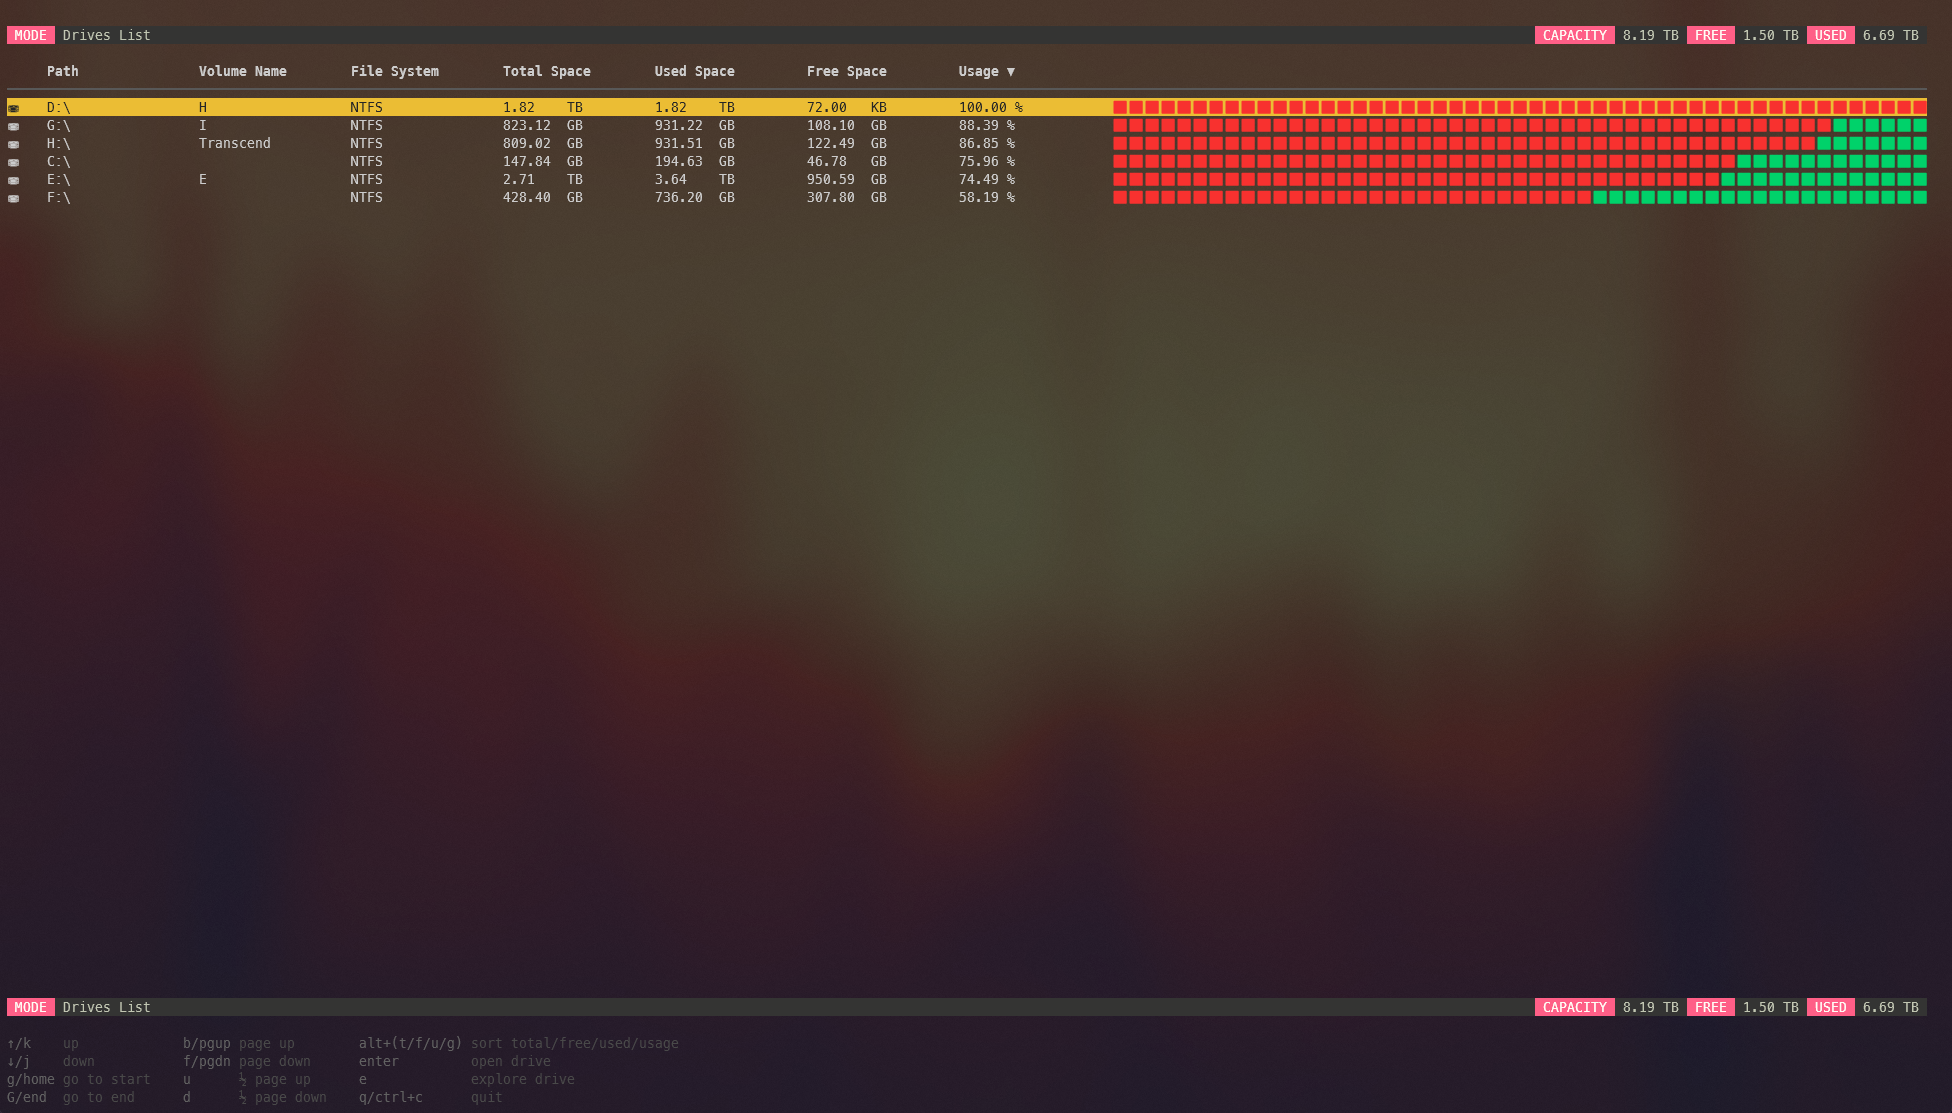 MODE Drives List CAPACITY 8.19 TB FREE 1.50 TB USED 6.69 TB
Path Volume Name File System Total Space Used Space Free Space Usage ▼
D:\ H NTFS 1.82 TB 1.82 TB 72.00 KB 100.00 %
G:\ I NTFS 823.12 GB 931.22 GB 108.10 GB 88.39 %
H:\ Transcend NTFS 809.02 GB 931.51 GB 122.49 GB 86.85 %
C:\ NTFS 147.84 GB 194.63 GB 46.78 GB 75.96 %
E:\ E NTFS 2.71 TB 3.64 TB 950.59 GB 74.49 %
F:\ NTFS 428.40 GB 736.20 GB 307.80 GB 58.19 %
MODE Drives List CAPACITY 8.19 TB FREE 1.50 TB USED 6.69 TB
↑/k up b/pgup page up alt+(t/f/u/g) sort total/free/used/usage
↓/j down f/pgdn page down enter open drive
g/home go to start u ½ page up e explore drive
G/end go to end d ½ page down q/ctrl+c quit